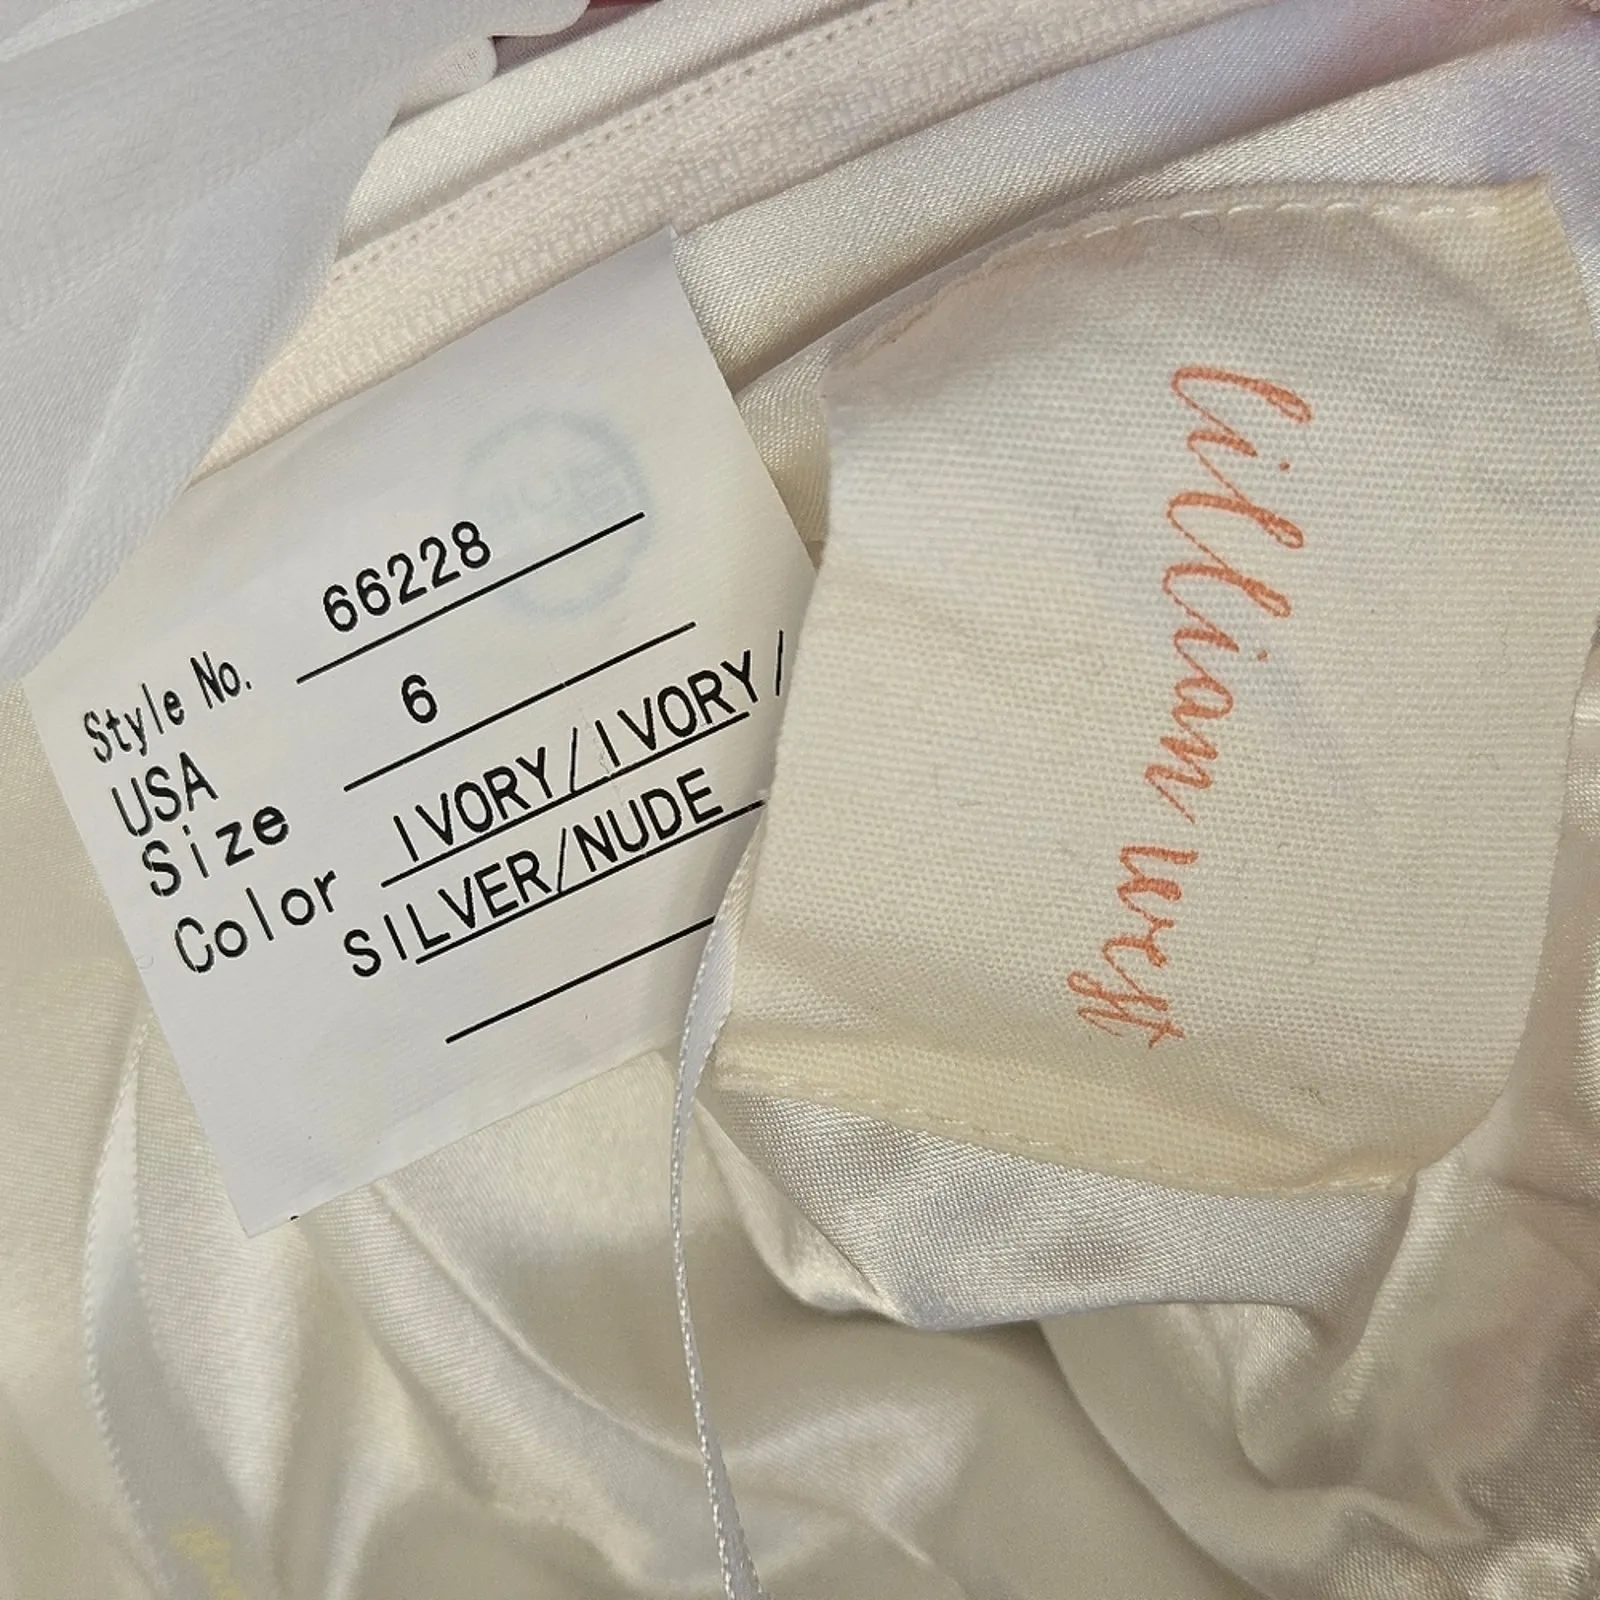 Style No. 66228
USA
Size 6
Color IVORY/IVORY/
SILVER/NUDE
lillian west